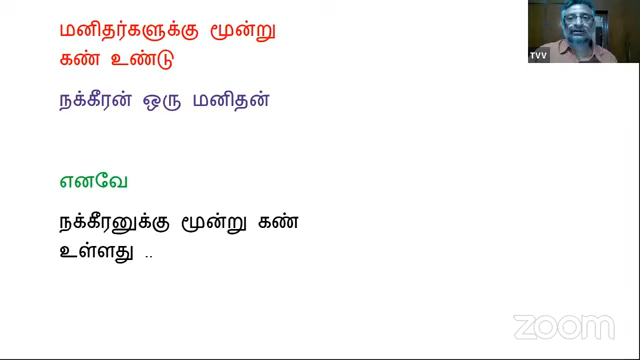 மனிதர்களுக்கு மூன்று
கண் உண்டு
நக்கீரன் ஒரு மனிதன்
எனவே
நக்கீரனுக்கு மூன்று கண்
உள்ளது ..
TVV
zoom